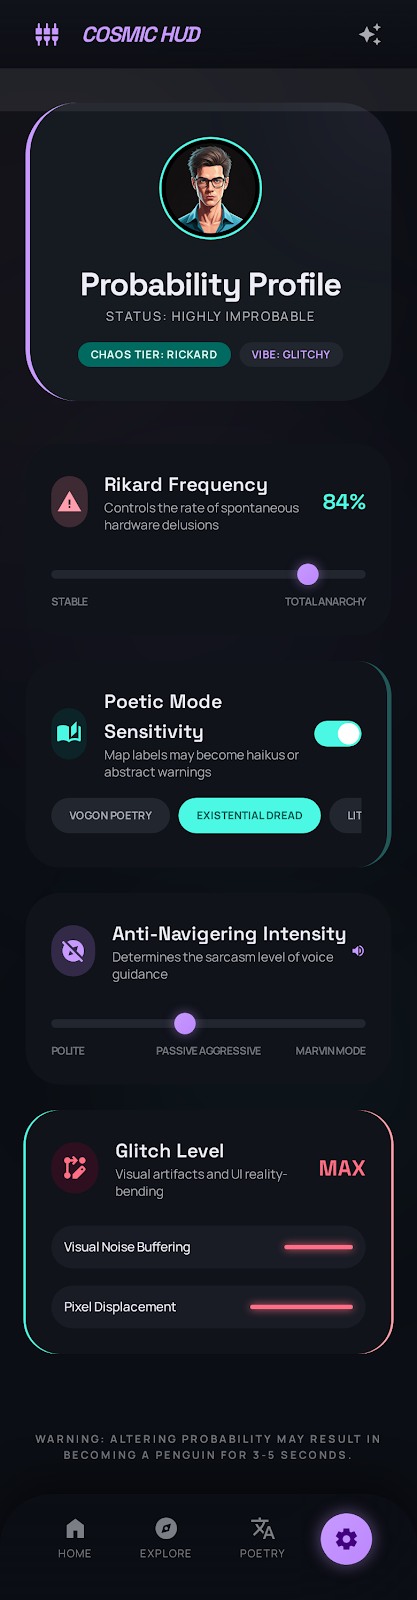 COSMIC HUD
Probability Profile
STATUS: HIGHLY IMPROBABLE
CHAOS TIER: RICKARD
VIBE: GLITCHY
Rikard Frequency
Controls the rate of spontaneous
hardware delusions
84%
STABLE
TOTAL ANARCHY
Poetic Mode
Sensitivity
Map labels may become haikus or
abstract warnings
VOGON POETRY
EXISTENTIAL DREAD
LIT
Anti-Navigering Intensity
Determines the sarcasm level of voice
guidance
POLITE
PASSIVE AGGRESSIVE
MARVIN MODE
Glitch Level
Visual artifacts and UI reality-
bending
MAX
Visual Noise Buffering
Pixel Displacement
WARNING: ALTERING PROBABILITY MAY RESULT IN
BECOMING A PENGUIN FOR 3-5 SECONDS.
HOME
EXPLORE
POETRY